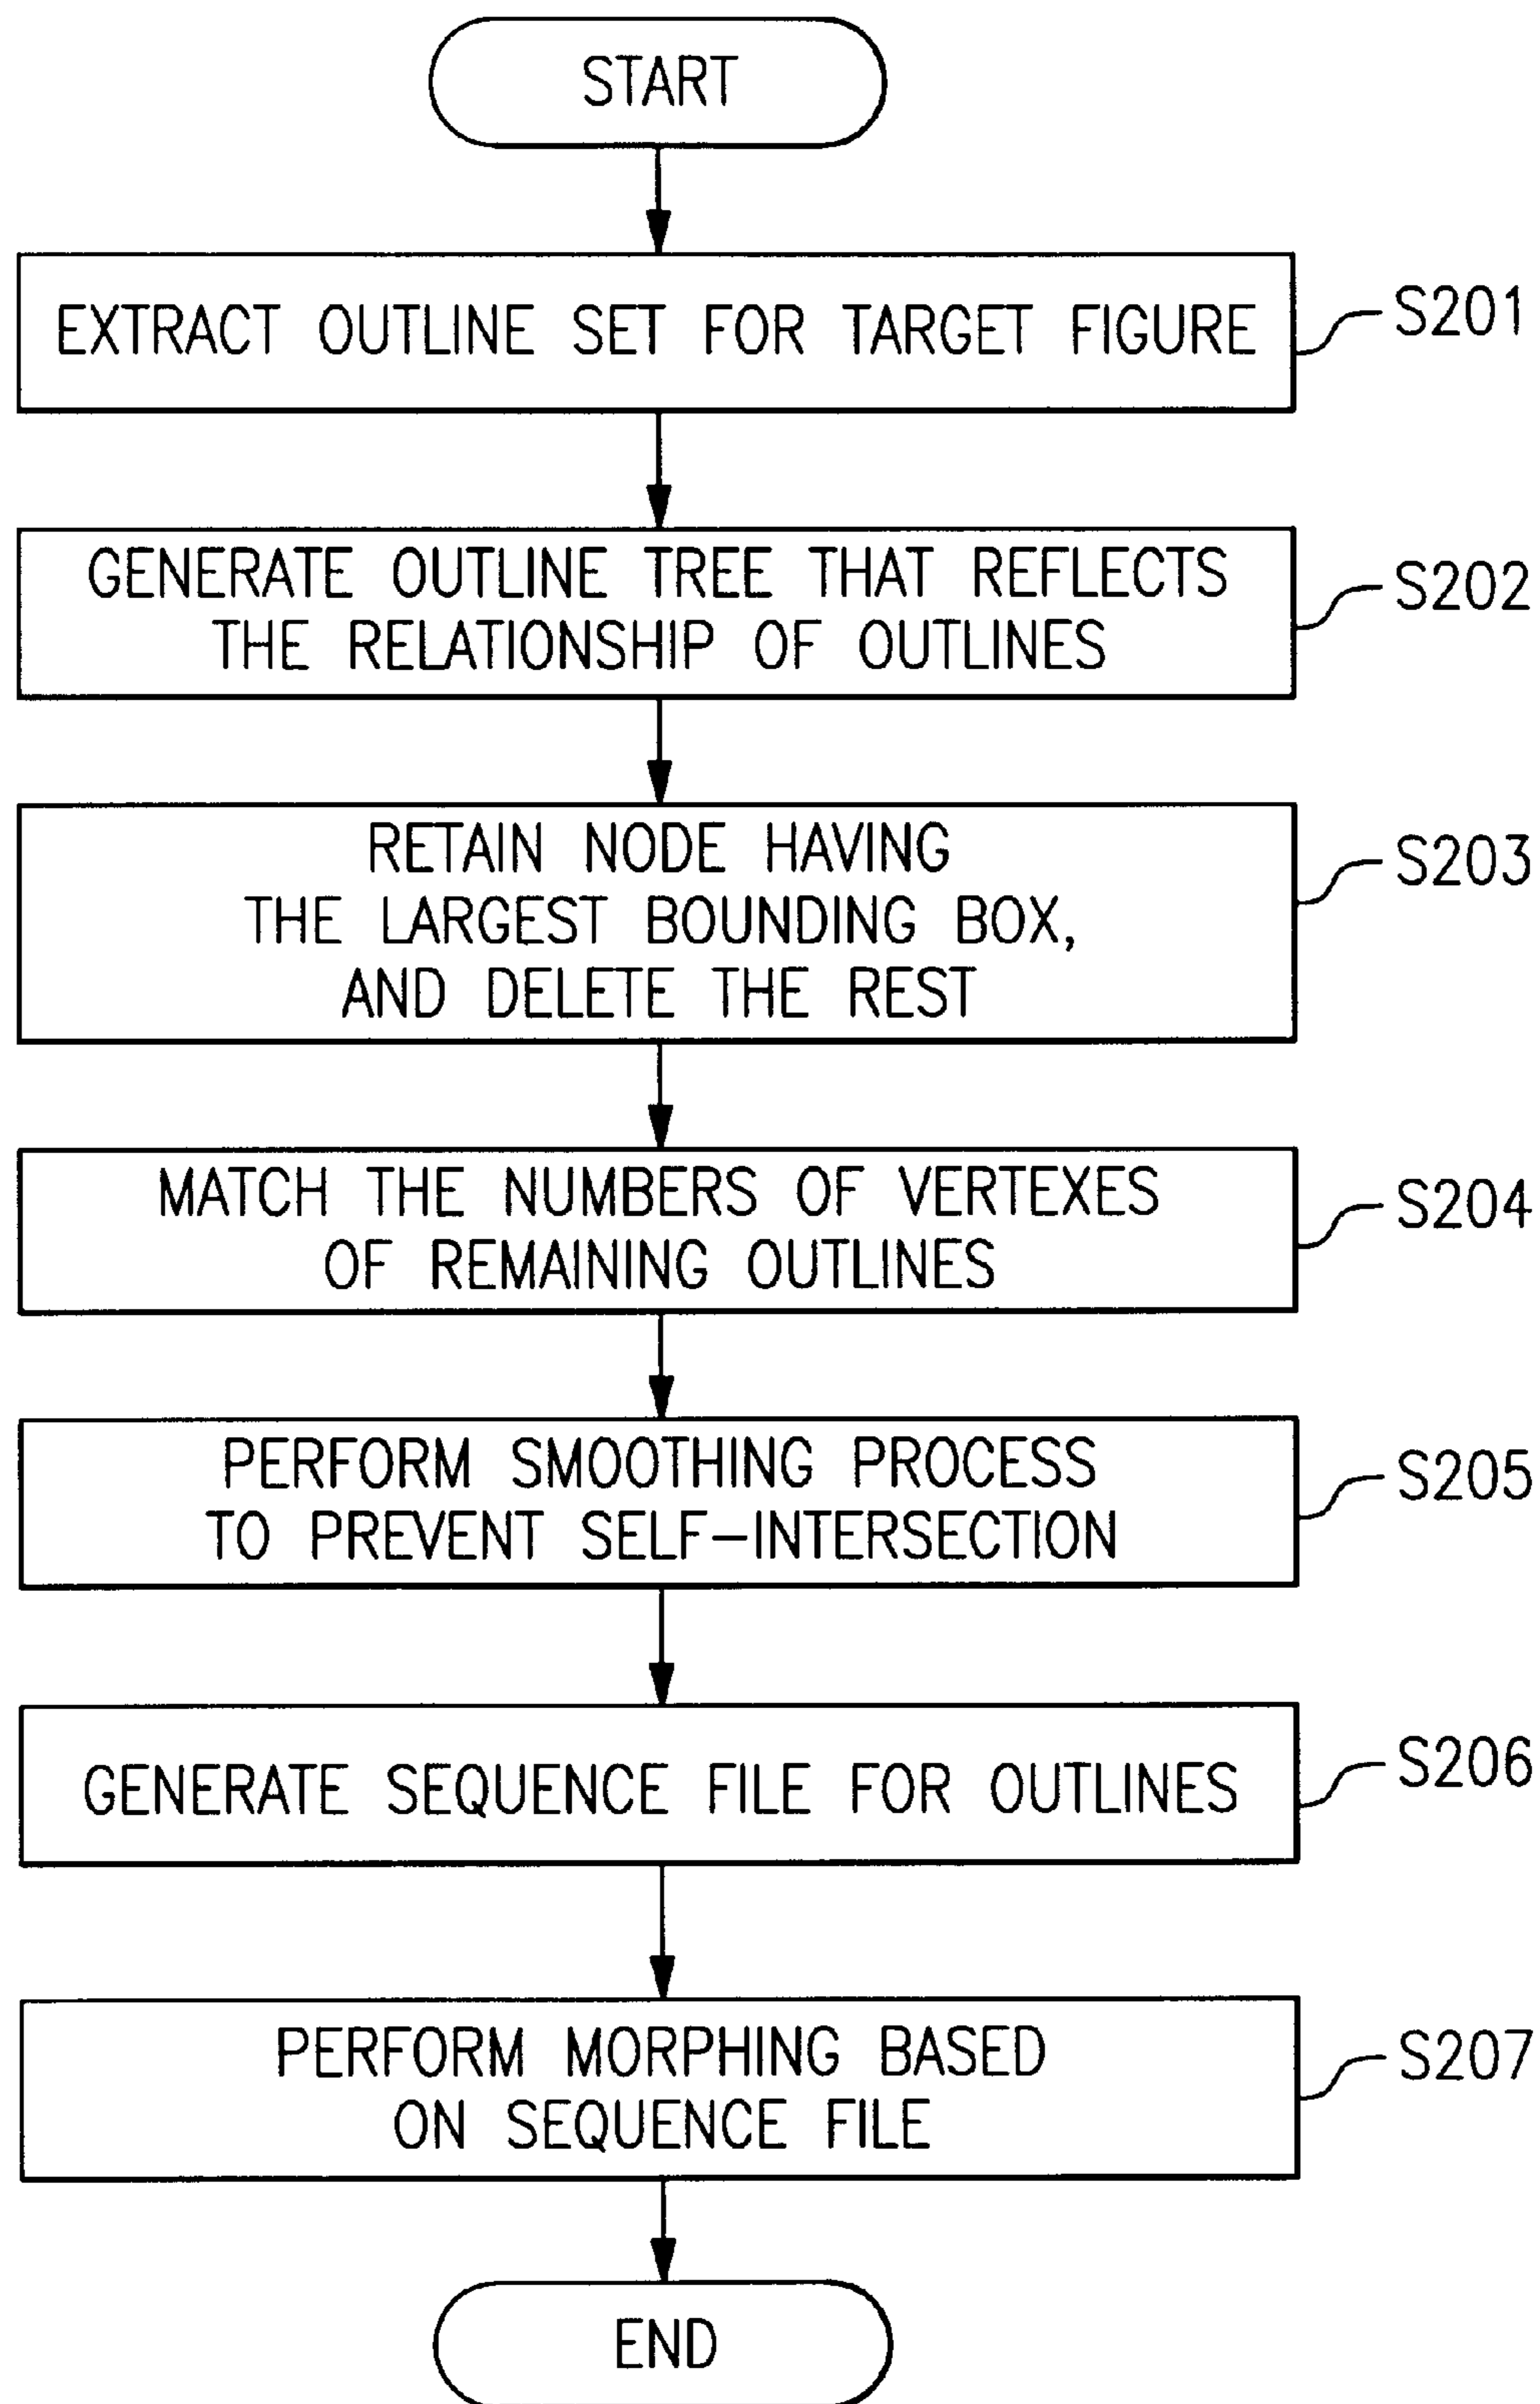 START
EXTRACT OUTLINE SET FOR TARGET FIGURE
S201
GENERATE OUTLINE TREE THAT REFLECTS
THE RELATIONSHIP OF OUTLINES
S202
RETAIN NODE HAVING
THE LARGEST BOUNDING BOX,
AND DELETE THE REST
S203
MATCH THE NUMBERS OF VERTEXES
OF REMAINING OUTLINES
S204
PERFORM SMOOTHING PROCESS
TO PREVENT SELF-INTERSECTION
S205
GENERATE SEQUENCE FILE FOR OUTLINES
S206
PERFORM MORPHING BASED
ON SEQUENCE FILE
S207
END